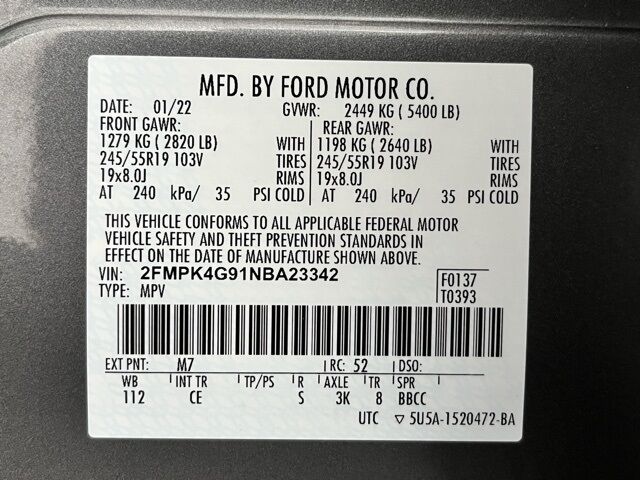 MFD. BY FORD MOTOR CO.
DATE: 01/22 GVWR: 2449 KG ( 5400 LB)
FRONT GAWR: REAR GAWR:
1279 KG ( 2820 LB) WITH 1198 KG ( 2640 LB) WITH
245/55R19 103V TIRES 245/55R19 103V TIRES
19x8.0J RIMS 19x8.0J RIMS
AT 240 kPa/ 35 PSI COLD AT 240 kPa/ 35 PSI COLD
THIS VEHICLE CONFORMS TO ALL APPLICABLE FEDERAL MOTOR
VEHICLE SAFETY AND THEFT PREVENTION STANDARDS IN
EFFECT ON THE DATE OF MANUFACTURE SHOWN ABOVE.
VIN: 2FMPK4G91NBA23342 F0137
TYPE: MPV T0393
EXT PNT: M7 RC: 52 DSO:
WB INT TR TP/PS R AXLE TR SPR
112 CE S 3K 8 BBCC
UTC ▽ 5U5A-1520472-BA